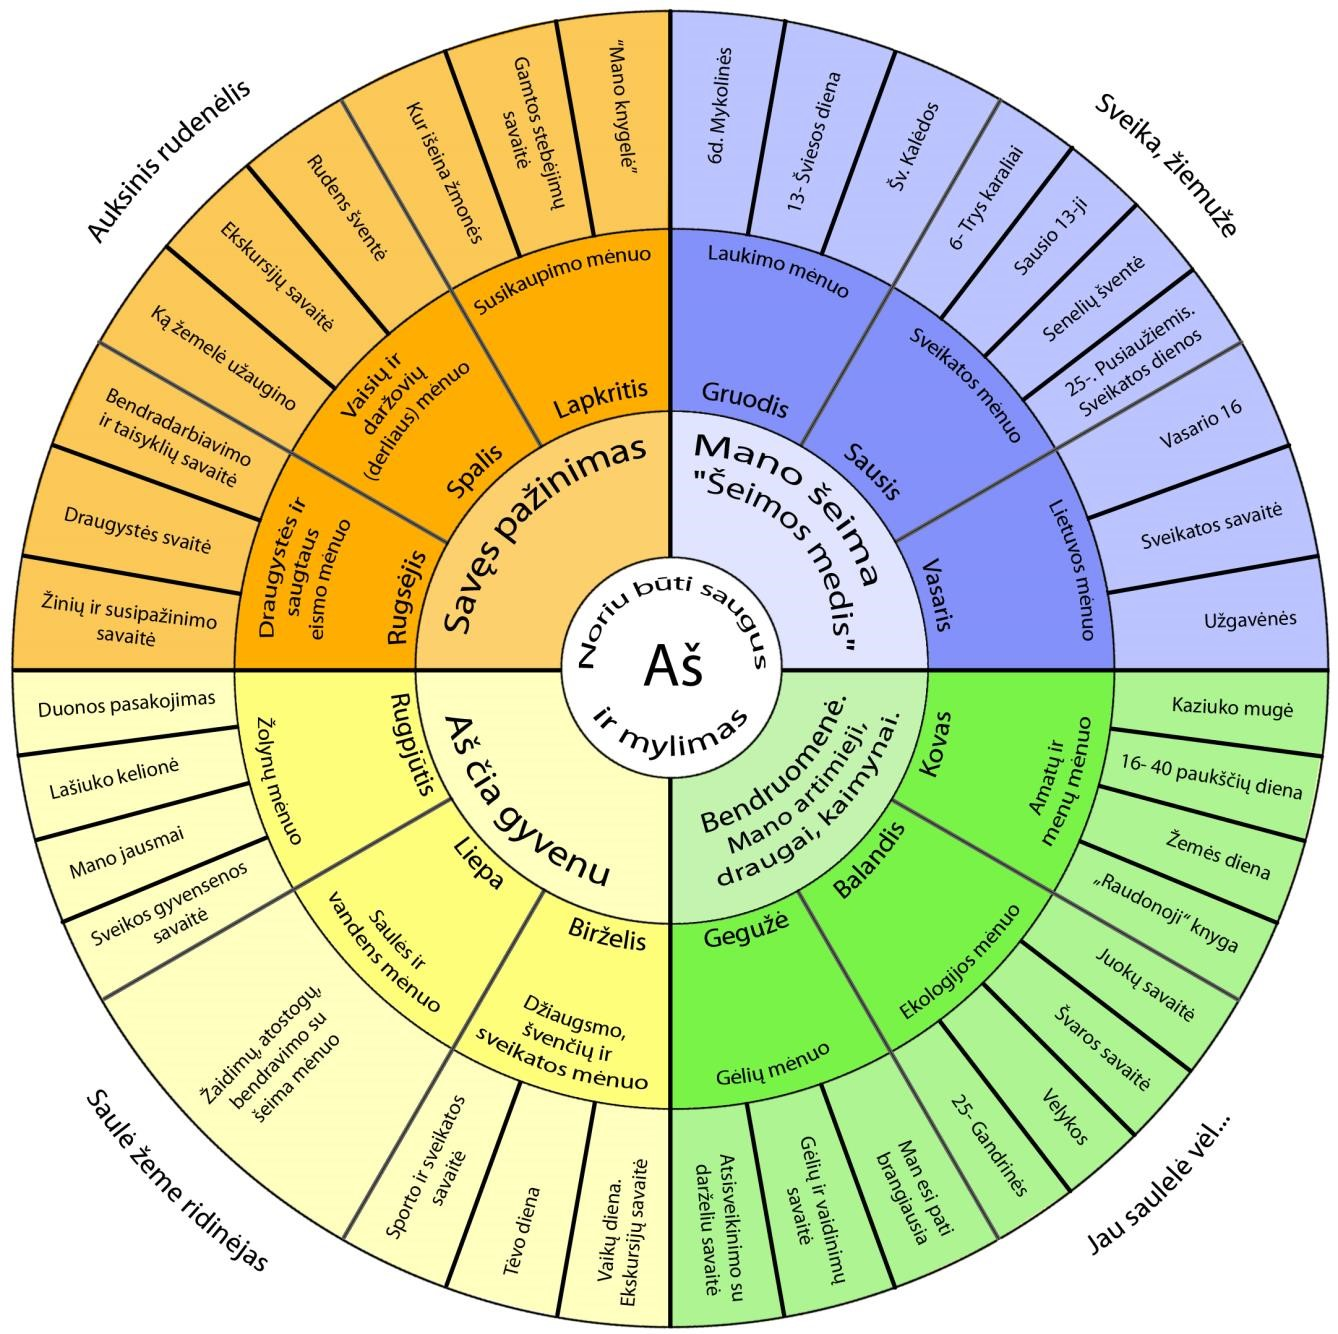 Auksinis rudenėlis
Sveika, žiemuže
Jau saulelė vėl...
Saulė žeme ridinėjas
Noriu būti saugus
Aš
ir mylimas
Savęs pažinimas
Mano šeima
"Šeimos medis"
Bendruomenė.
Mano artimieji,
draugai, kaimynai.
Aš čia gyvenu
Rugsėjis
Draugystės ir
saugtaus
eismo mėnuo
Žinių ir susipažinimo
savaitė
Draugystės svaitė
Bendradarbiavimo
ir taisyklių savaitė
Spalis
Vaisių ir
daržovių
(derliaus) mėnuo
Ką žemelė užaugino
Ekskursijų savaitė
Rudens šventė
Lapkritis
Susikaupimo mėnuo
Kur išeina žmonės
Gamtos stebėjimų
savaitė
"Mano knygelė"
Gruodis
Laukimo mėnuo
6d. Mykolinės
13- Šviesos diena
Šv. Kalėdos
Sausis
Sveikatos mėnuo
6- Trys karaliai
Sausio 13-ji
Senelių šventė
25-. Pusiaužiemis.
Sveikatos dienos
Vasaris
Lietuvos mėnuo
Vasario 16
Sveikatos savaitė
Užgavėnės
Kovas
Amatų ir
menų mėnuo
Kaziuko mugė
16- 40 paukščių diena
Žemės diena
„Raudonoji“ knyga
Balandis
Ekologijos mėnuo
Juokų savaitė
Švaros savaitė
Velykos
25- Gandrinės
Gegužė
Gėlių mėnuo
Man esi pati
brangiausia
Gėlių ir vaidinimų
savaitė
Atsisveikinimo su
darželiu savaitė
Birželis
Džiaugsmo,
švenčių ir
sveikatos mėnuo
Vaikų diena.
Ekskursijų savaitė
Tėvo diena
Sporto ir sveikatos
savaitė
Liepa
Saulės ir
vandens mėnuo
Žaidimų, atostogų,
bendravimo su
šeima mėnuo
Rugpjūtis
Žolynų mėnuo
Sveikos gyvensenos
savaitė
Mano jausmai
Lašiuko kelionė
Duonos pasakojimas